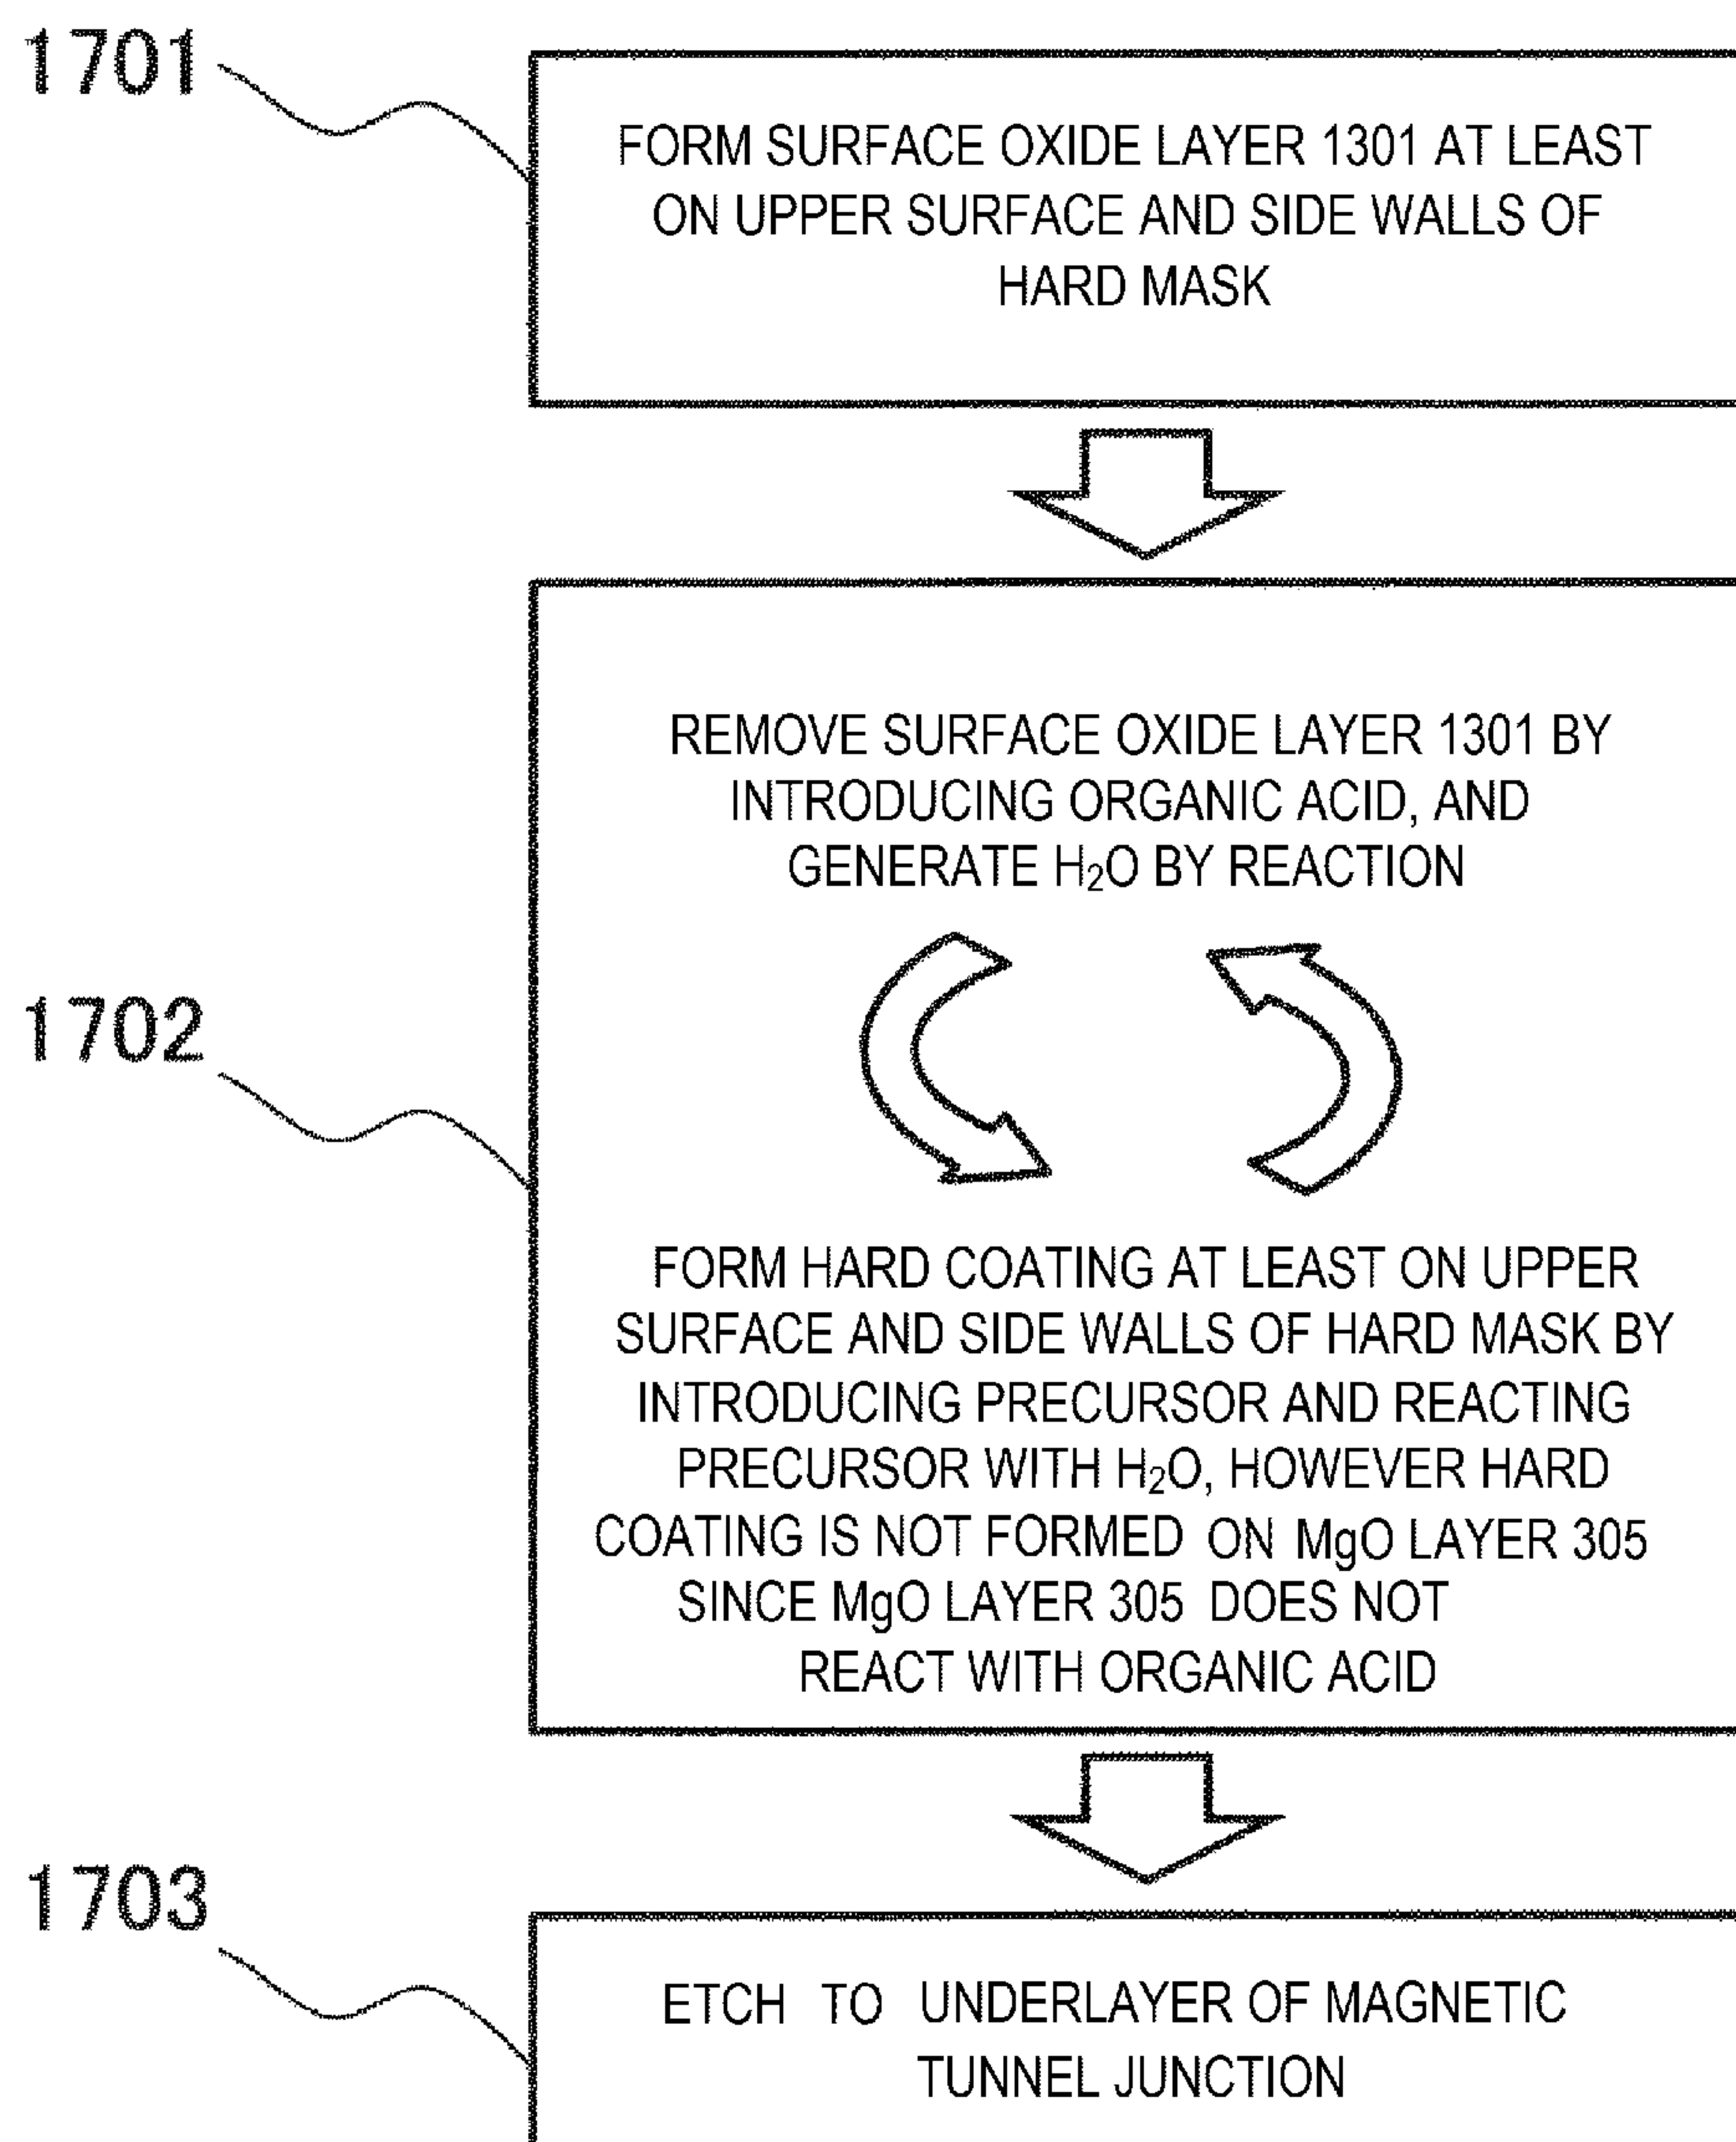 1701
FORM SURFACE OXIDE LAYER 1301 AT LEAST
ON UPPER SURFACE AND SIDE WALLS OF
HARD MASK
1702
REMOVE SURFACE OXIDE LAYER 1301 BY
INTRODUCING ORGANIC ACID, AND
GENERATE H₂O BY REACTION
FORM HARD COATING AT LEAST ON UPPER
SURFACE AND SIDE WALLS OF HARD MASK BY
INTRODUCING PRECURSOR AND REACTING
PRECURSOR WITH H₂O, HOWEVER HARD
COATING IS NOT FORMED ON MgO LAYER 305
SINCE MgO LAYER 305 DOES NOT
REACT WITH ORGANIC ACID
1703
ETCH TO UNDERLAYER OF MAGNETIC
TUNNEL JUNCTION